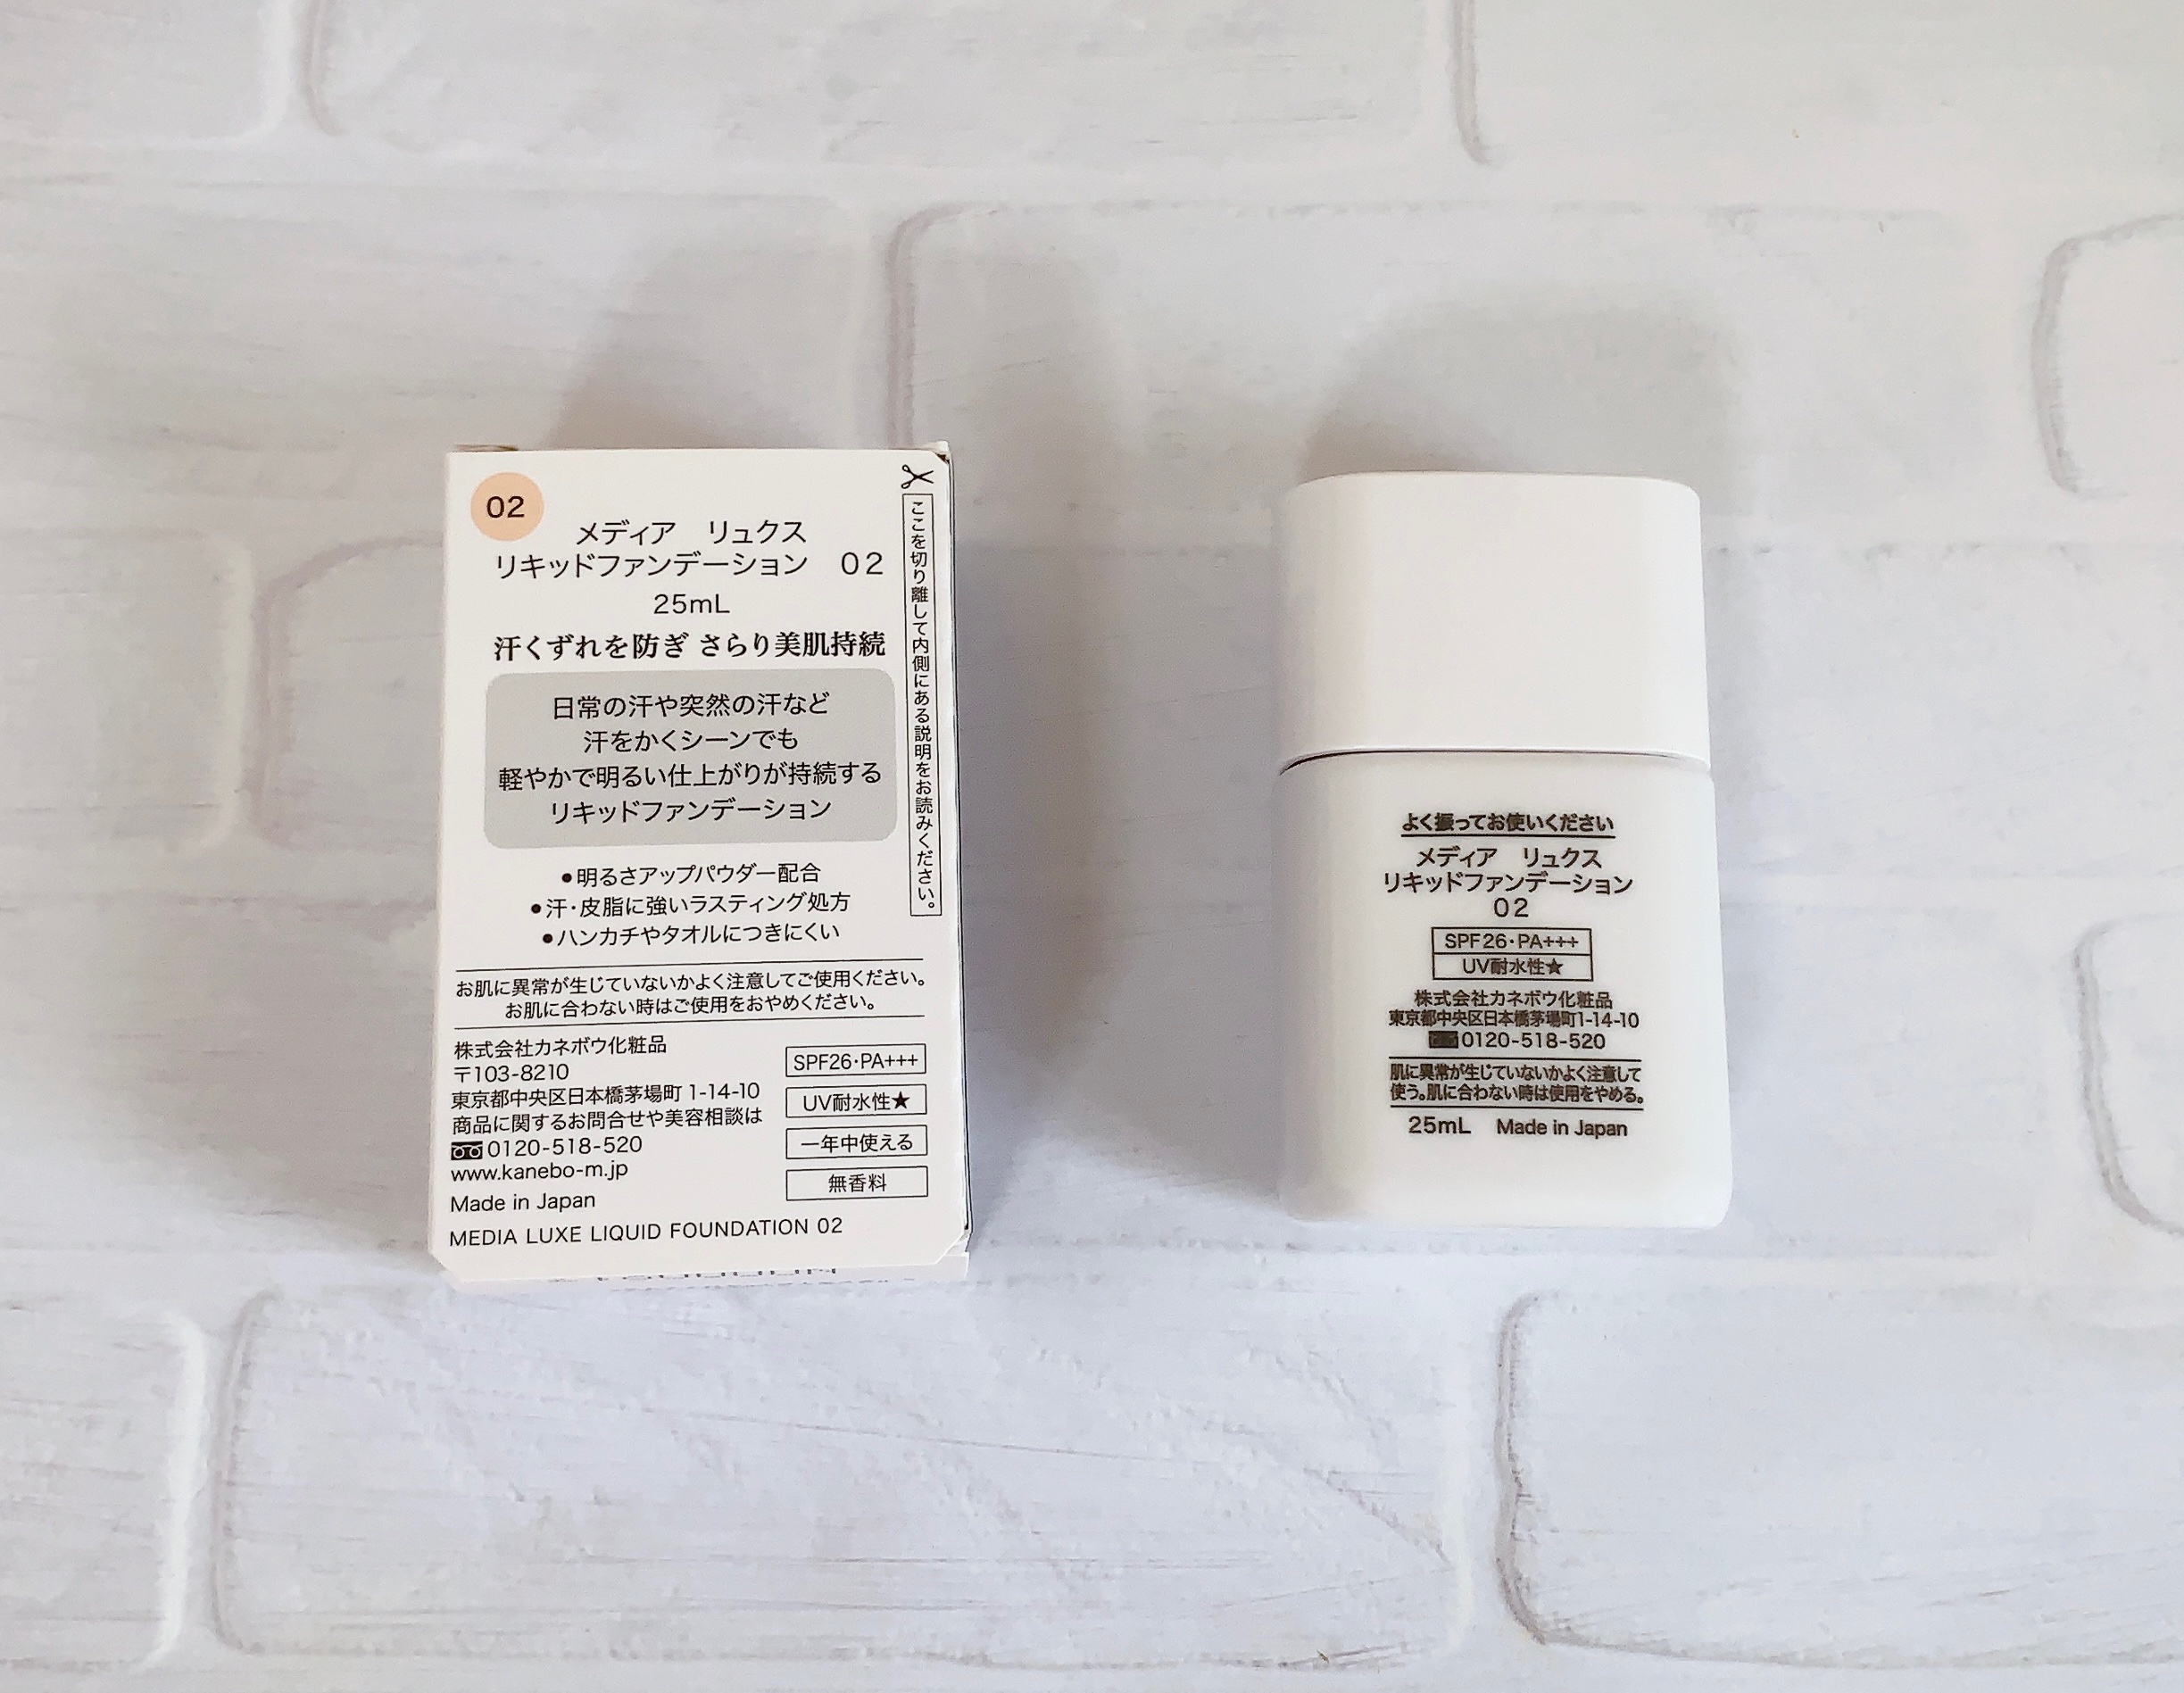 02
メディア　リュクス
リキッドファンデーション　02
25mL
汗くずれを防ぎ さらり美肌持続
日常の汗や突然の汗など
汗をかくシーンでも
軽やかで明るい仕上がりが持続する
リキッドファンデーション
●明るさアップパウダー配合
●汗・皮脂に強いラスティング処方
●ハンカチやタオルにつきにくい
お肌に異常が生じていないかよく注意してご使用ください。
お肌に合わない時はご使用をおやめください。
株式会社カネボウ化粧品
〒103-8210
東京都中央区日本橋茅場町 1-14-10
商品に関するお問合せや美容相談は
0120-518-520
www.kanebo-m.jp
Made in Japan
MEDIA LUXE LIQUID FOUNDATION 02
SPF26・PA+++
UV耐水性★
一年中使える
無香料
ここを切り離して内側にある説明をお読みください。
よく振ってお使いください
メディア　リュクス
リキッドファンデーション
02
SPF26・PA+++
UV耐水性★
株式会社カネボウ化粧品
東京都中央区日本橋茅場町1-14-10
0120-518-520
肌に異常が生じていないかよく注意して
使う。肌に合わない時は使用をやめる。
25mL　Made in Japan